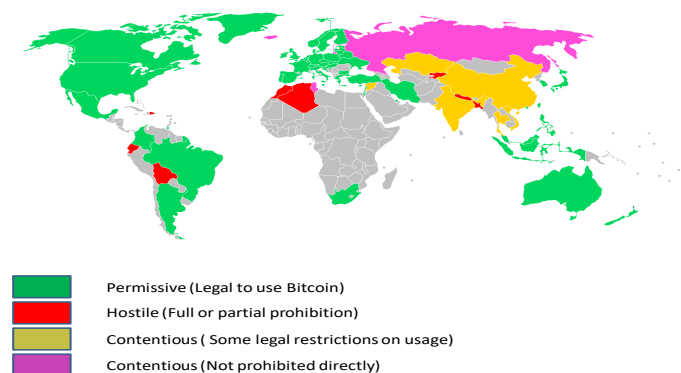 Permissive (Legal to use Bitcoin)
Hostile (Full or partial prohibition)
Contentious ( Some legal restrictions on usage)
Contentious (Not prohibited directly)